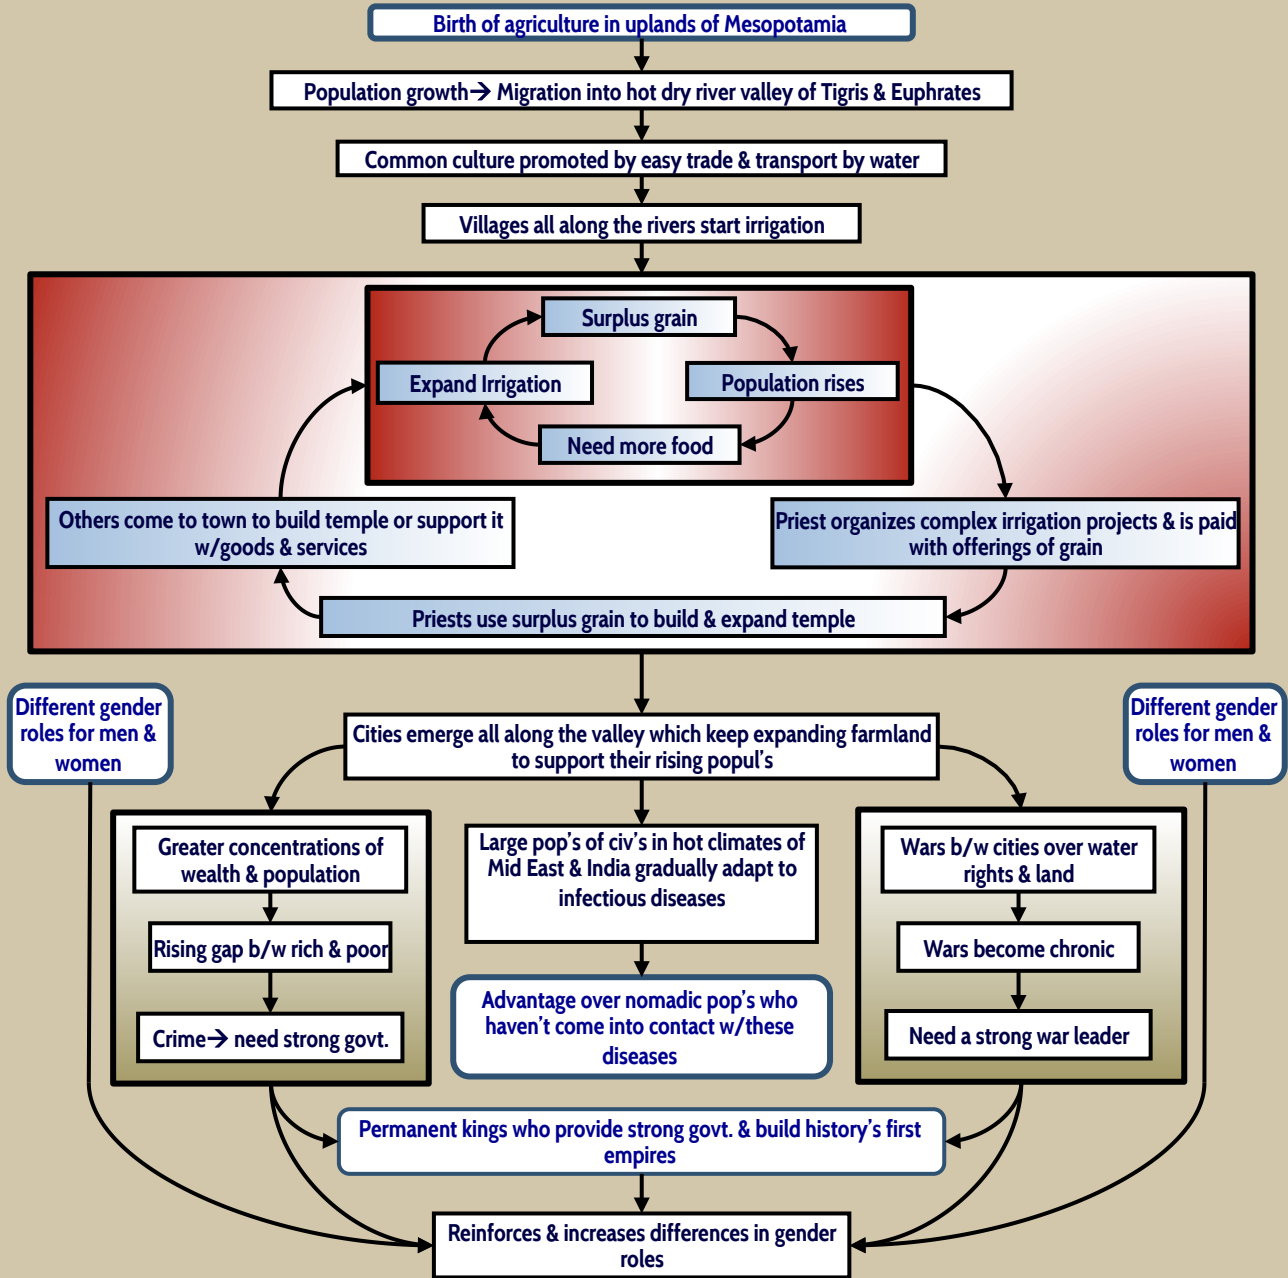 Birth of agriculture in uplands of Mesopotamia
Population growth→ Migration into hot dry river valley of Tigris & Euphrates
Common culture promoted by easy trade & transport by water
Villages all along the rivers start irrigation
Surplus grain
Expand Irrigation
Population rises
Need more food
Others come to town to build temple or support it
w/goods & services
Priest organizes complex irrigation projects & is paid
with offerings of grain
Priests use surplus grain to build & expand temple
Different gender
roles for men &
women
Cities emerge all along the valley which keep expanding farmland
to support their rising popul's
Different gender
roles for men &
women
Greater concentrations of
wealth & population
Rising gap b/w rich & poor
Crime→ need strong govt.
Large pop's of civ's in hot climates of
Mid East & India gradually adapt to
infectious diseases
Advantage over nomadic pop's who
haven't come into contact w/these
diseases
Wars b/w cities over water
rights & land
Wars become chronic
Need a strong war leader
Permanent kings who provide strong govt. & build history's first
empires
Reinforces & increases differences in gender
roles